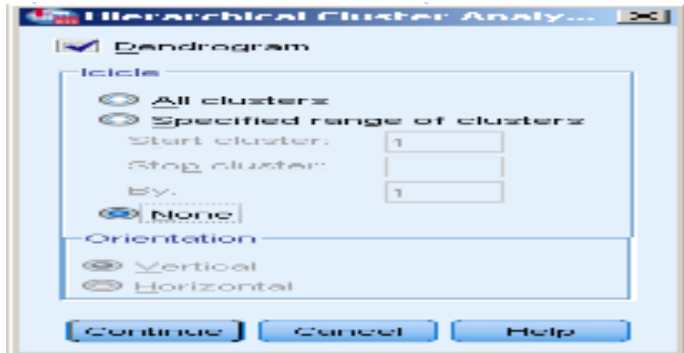 Hierarchical Cluster Analy...
Dendrogram
Icicle
All clusters
Specified range of clusters
Start cluster: 1
Stop cluster:
By: 1
None
Orientation
Vertical
Horizontal
Continue Cancel Help